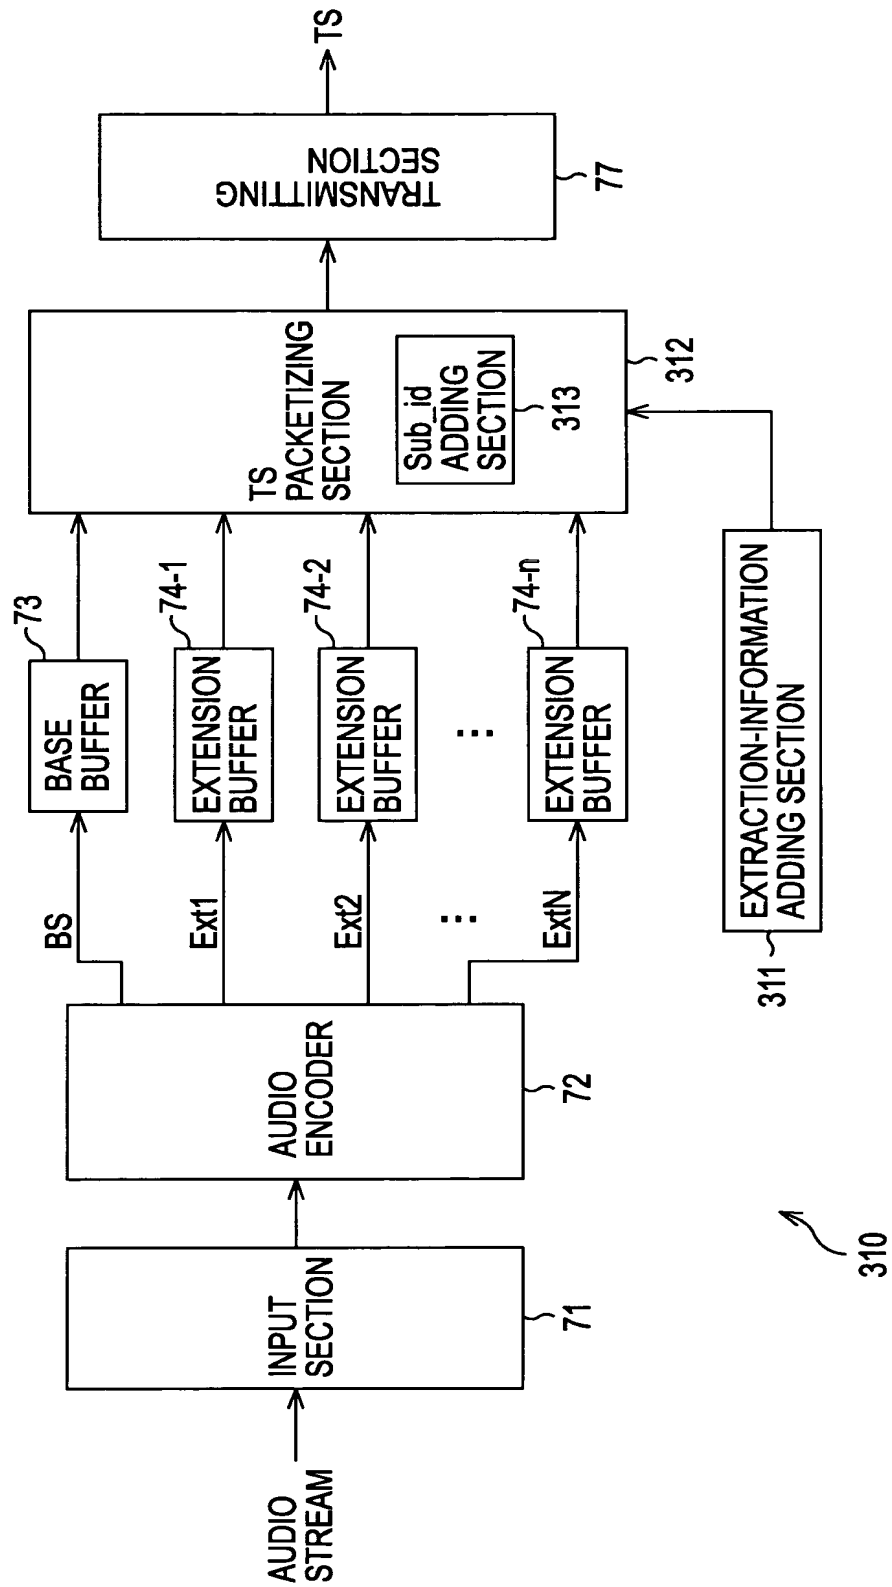 AUDIO
STREAM
INPUT
SECTION
71
AUDIO
ENCODER
72
BS
Ext1
Ext2
...
ExtN
BASE
BUFFER
73
EXTENSION
BUFFER
74-1
EXTENSION
BUFFER
74-2
...
EXTENSION
BUFFER
74-n
TS
PACKETIZING
SECTION
Sub_id
ADDING
SECTION
313
312
TRANSMITTING
SECTION
77
TS
EXTRACTION-INFORMATION
ADDING SECTION
311
310